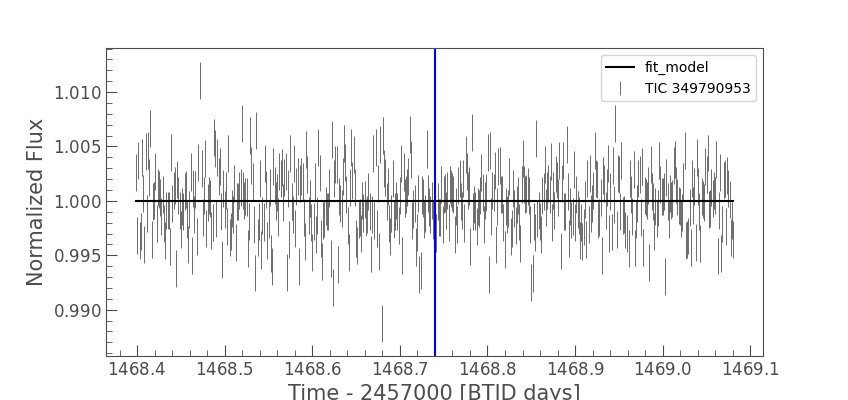 fit_model
TIC 349790953
Normalized Flux
1.010
1.005
1.000
0.995
0.990
1468.4 1468.5 1468.6 1468.7 1468.8 1468.9 1469.0 1469.1
Time - 2457000 [BTJD days]